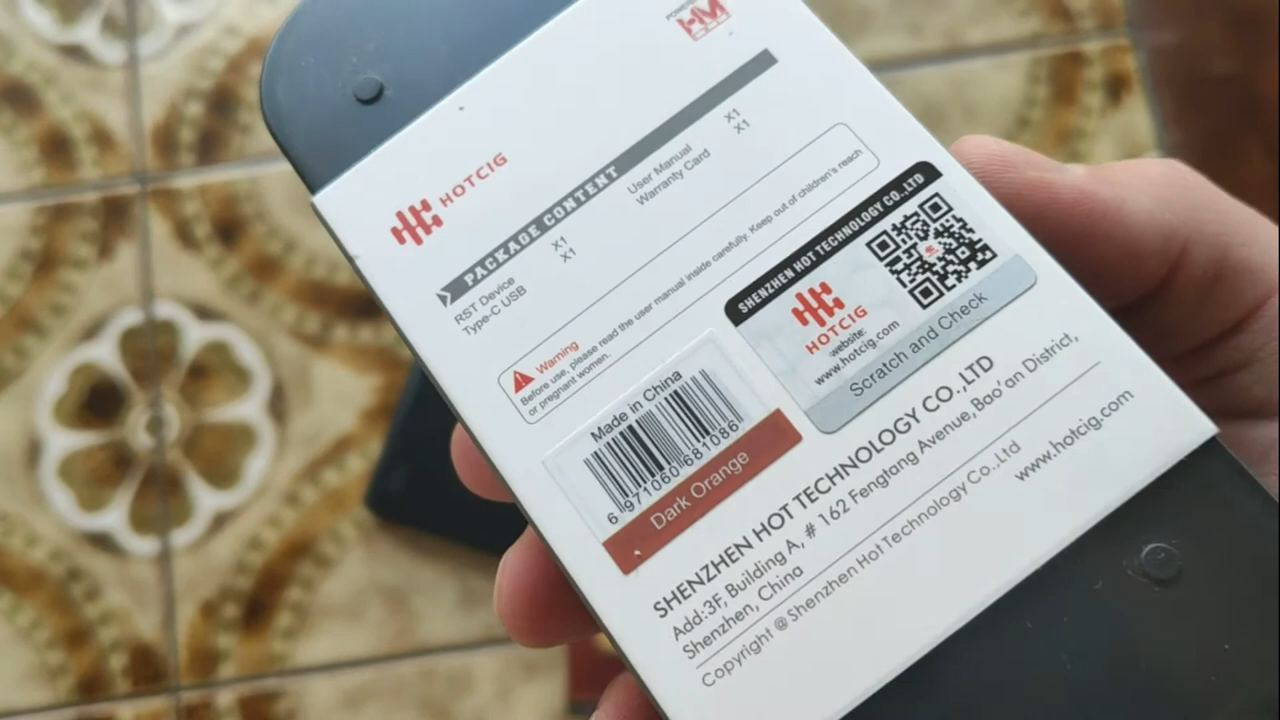 POWERED
HM
HOTCIG
PACKAGE CONTENT
RST Device X1
Type-C USB X1
User Manual X1
Warranty Card X1
Warning
Before use, please read the user manual inside carefully. Keep out of children's reach
or pregnant women.
SHENZHEN HOT TECHNOLOGY CO.,LTD
HOTCIG
website:
www.hotcig.com
Scratch and Check
Made in China
6 971060 681086
Dark Orange
SHENZHEN HOT TECHNOLOGY CO.,LTD
Add:3F, Building A, # 162 Fengtang Avenue,Bao'an District,
Shenzhen, China
Copyright @ Shenzhen Hot Technology Co.,Ltd
www.hotcig.com